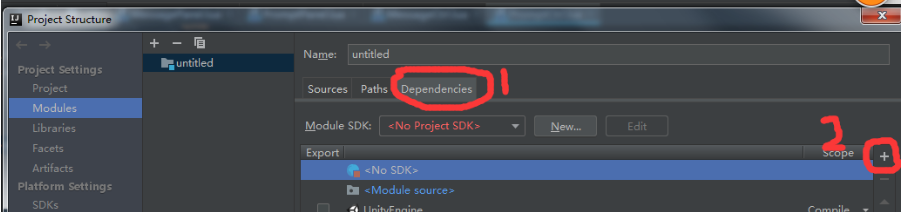 Project Structure
Project Settings
Project
Modules
Libraries
Facets
Artifacts
Platform Settings
SDKs
untitled
Name: untitled
Sources Paths Dependencies 1
Module SDK: <No Project SDK> New... Edit
2
Export Scope
<No SDK>
<Module source>
UnityEngine Compile